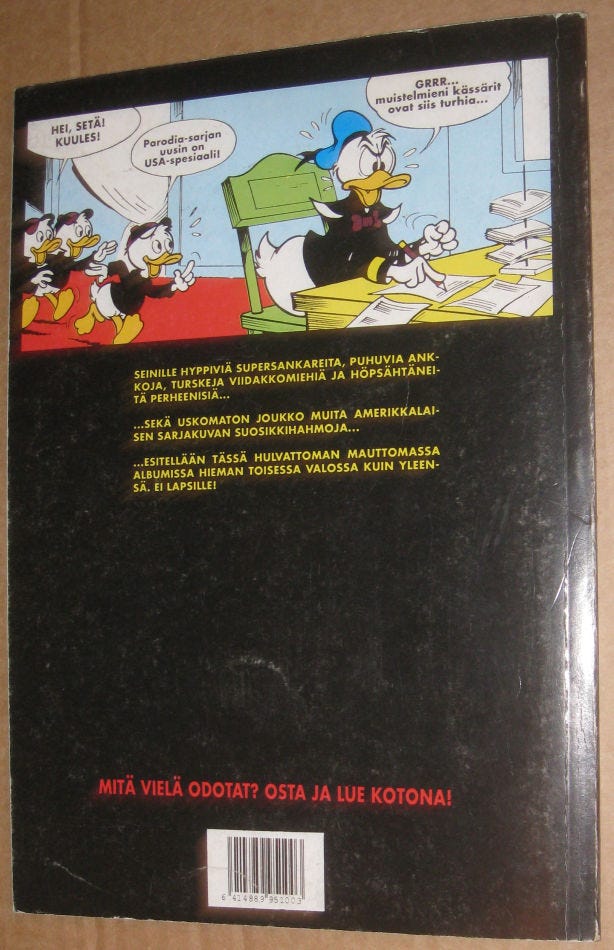 HEI, SETÄ!
KUULES!
Parodia-sarjan
uusin on
USA-spesiaali!
GRRR...
muistelmieni kässärit
ovat siis turhia...
SEINILLE HYPPIVIÄ SUPERSANKAREITA, PUHUVIA ANK-
KOJA, TURSKEJA VIIDAKKOMIEHIÄ JA HÖPSÄHTÄNEI-
TÄ PERHEENISIÄ...
...SEKÄ USKOMATON JOUKKO MUITA AMERIKKALAI-
SEN SARJAKUVAN SUOSIKKIHAHMOJA...
...ESITELLÄÄN TÄSSÄ HULVATTOMAN MAUTTOMASSA
ALBUMISSA HIEMAN TOISESSA VALOSSA KUIN YLEEN-
SÄ. EI LAPSILLE!
MITÄ VIELÄ ODOTAT? OSTA JA LUE KOTONA!
6 414889 951003